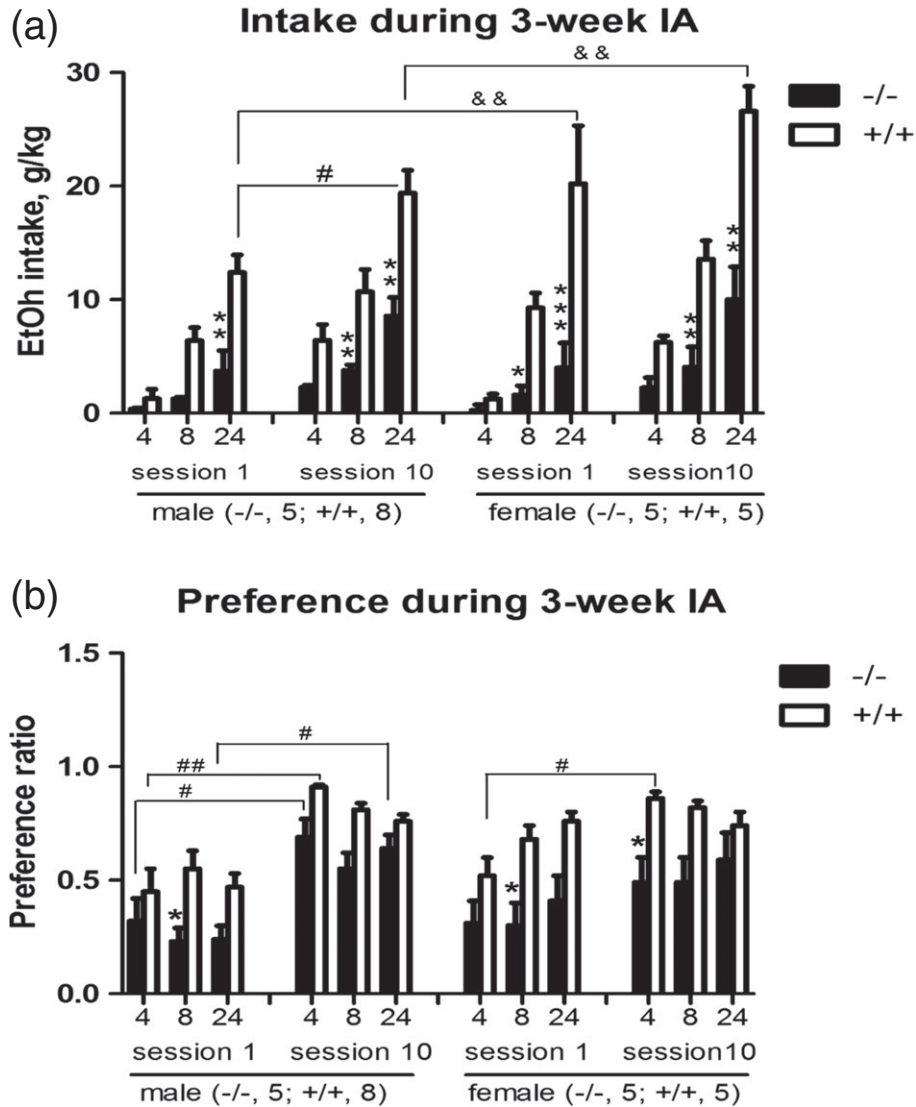 (a)
Intake during 3-week IA
& &
& &
#
-/-
+/+
EtOh intake, g/kg
30
20
10
0
**
**
**
*
***
**
**
4 8 24 4 8 24 4 8 24 4 8 24
session 1 session 10 session 1 session10
male (-/-, 5; +/+, 8) female (-/-, 5; +/+, 5)
(b)
Preference during 3-week IA
-/-
+/+
Preference ratio
1.5
1.0
0.5
0.0
#
##
#
#
*
*
*
4 8 24 4 8 24 4 8 24 4 8 24
session 1 session 10 session 1 session10
male (-/-, 5; +/+, 8) female (-/-, 5; +/+, 5)